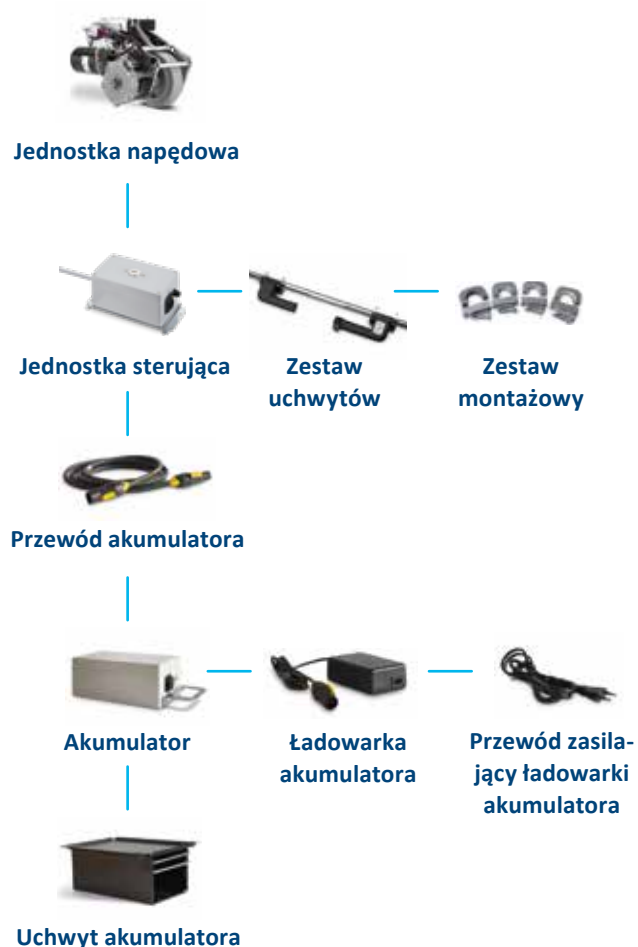 Jednostka napędowa
Jednostka sterująca
Zestaw
uchwytów
Zestaw
montażowy
Przewód akumulatora
Akumulator
Ładowarka
akumulatora
Przewód zasila-
jący ładowarki
akumulatora
Uchwyt akumulatora